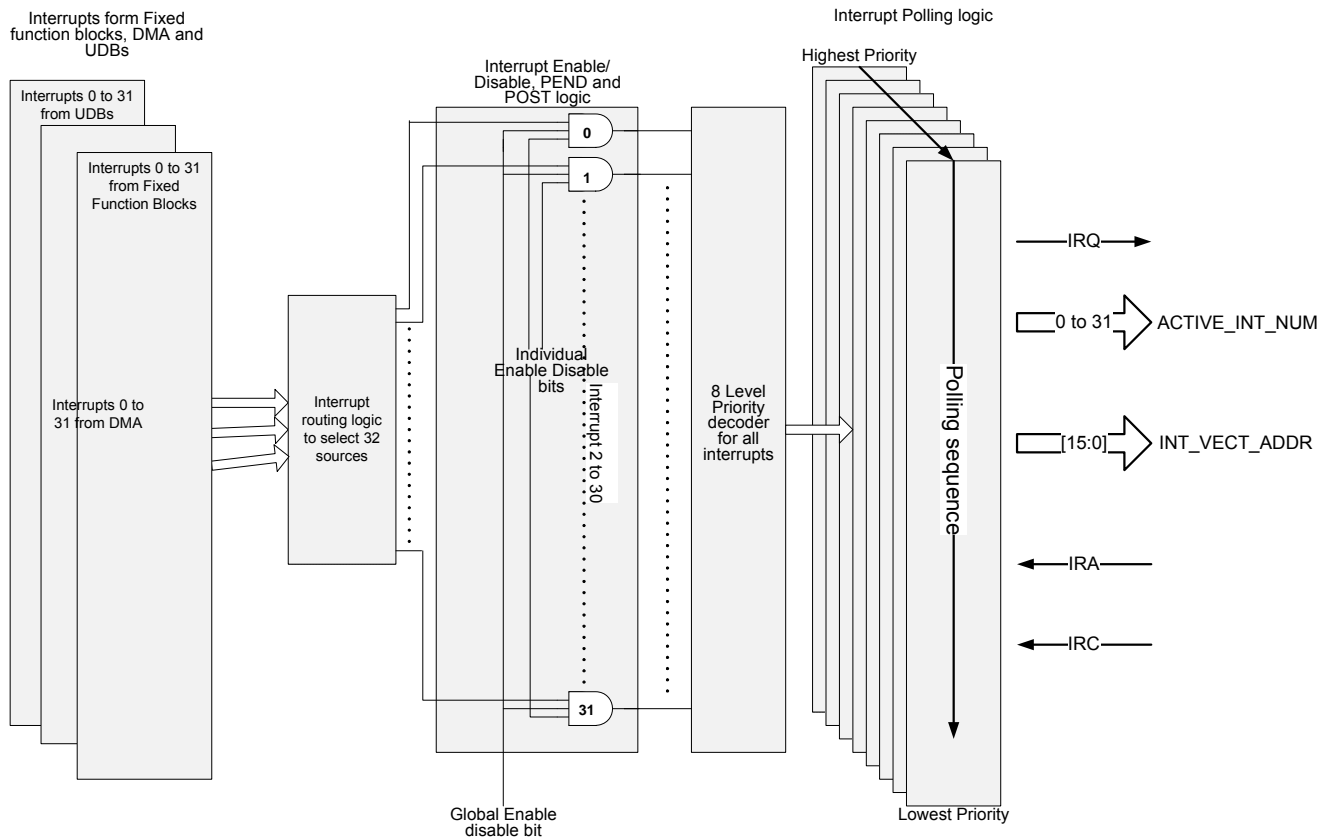 Interrupts form Fixed
function blocks, DMA and
UDBs
Interrupts 0 to 31
from UDBs
Interrupts 0 to 31
from Fixed
Function Blocks
Interrupts 0 to
31 from DMA
Interrupt
routing logic
to select 32
sources
Interrupt Enable/
Disable, PEND and
POST logic
0
1
Individual
Enable Disable
bits
Interrupt 2 to 30
31
Global Enable
disable bit
8 Level
Priority
decoder
for all
interrupts
Interrupt Polling logic
Highest Priority
Polling sequence
Lowest Priority
IRQ
0 to 31 ACTIVE_INT_NUM
[15:0] INT_VECT_ADDR
IRA
IRC